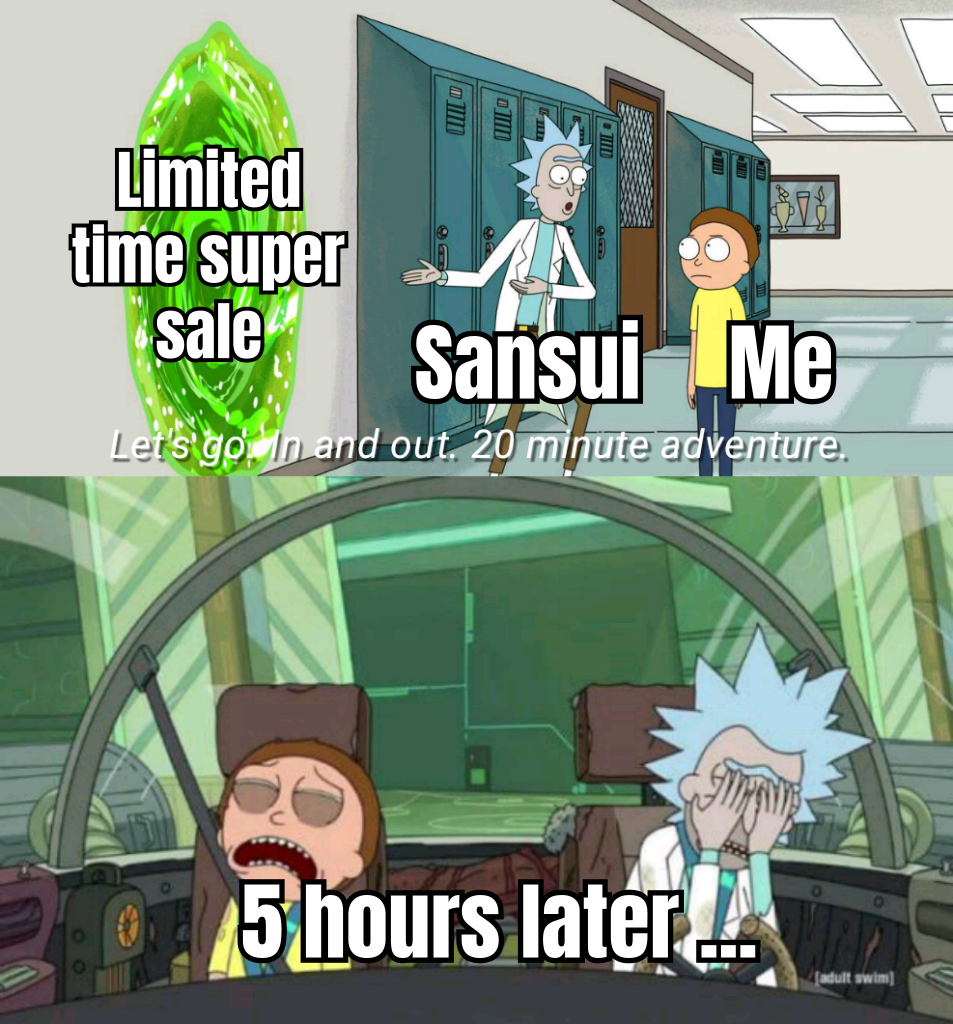 Limited
time super
sale
Sansui
Me
Let's go. In and out. 20 minute adventure.
5 hours later ...
[adult swim]